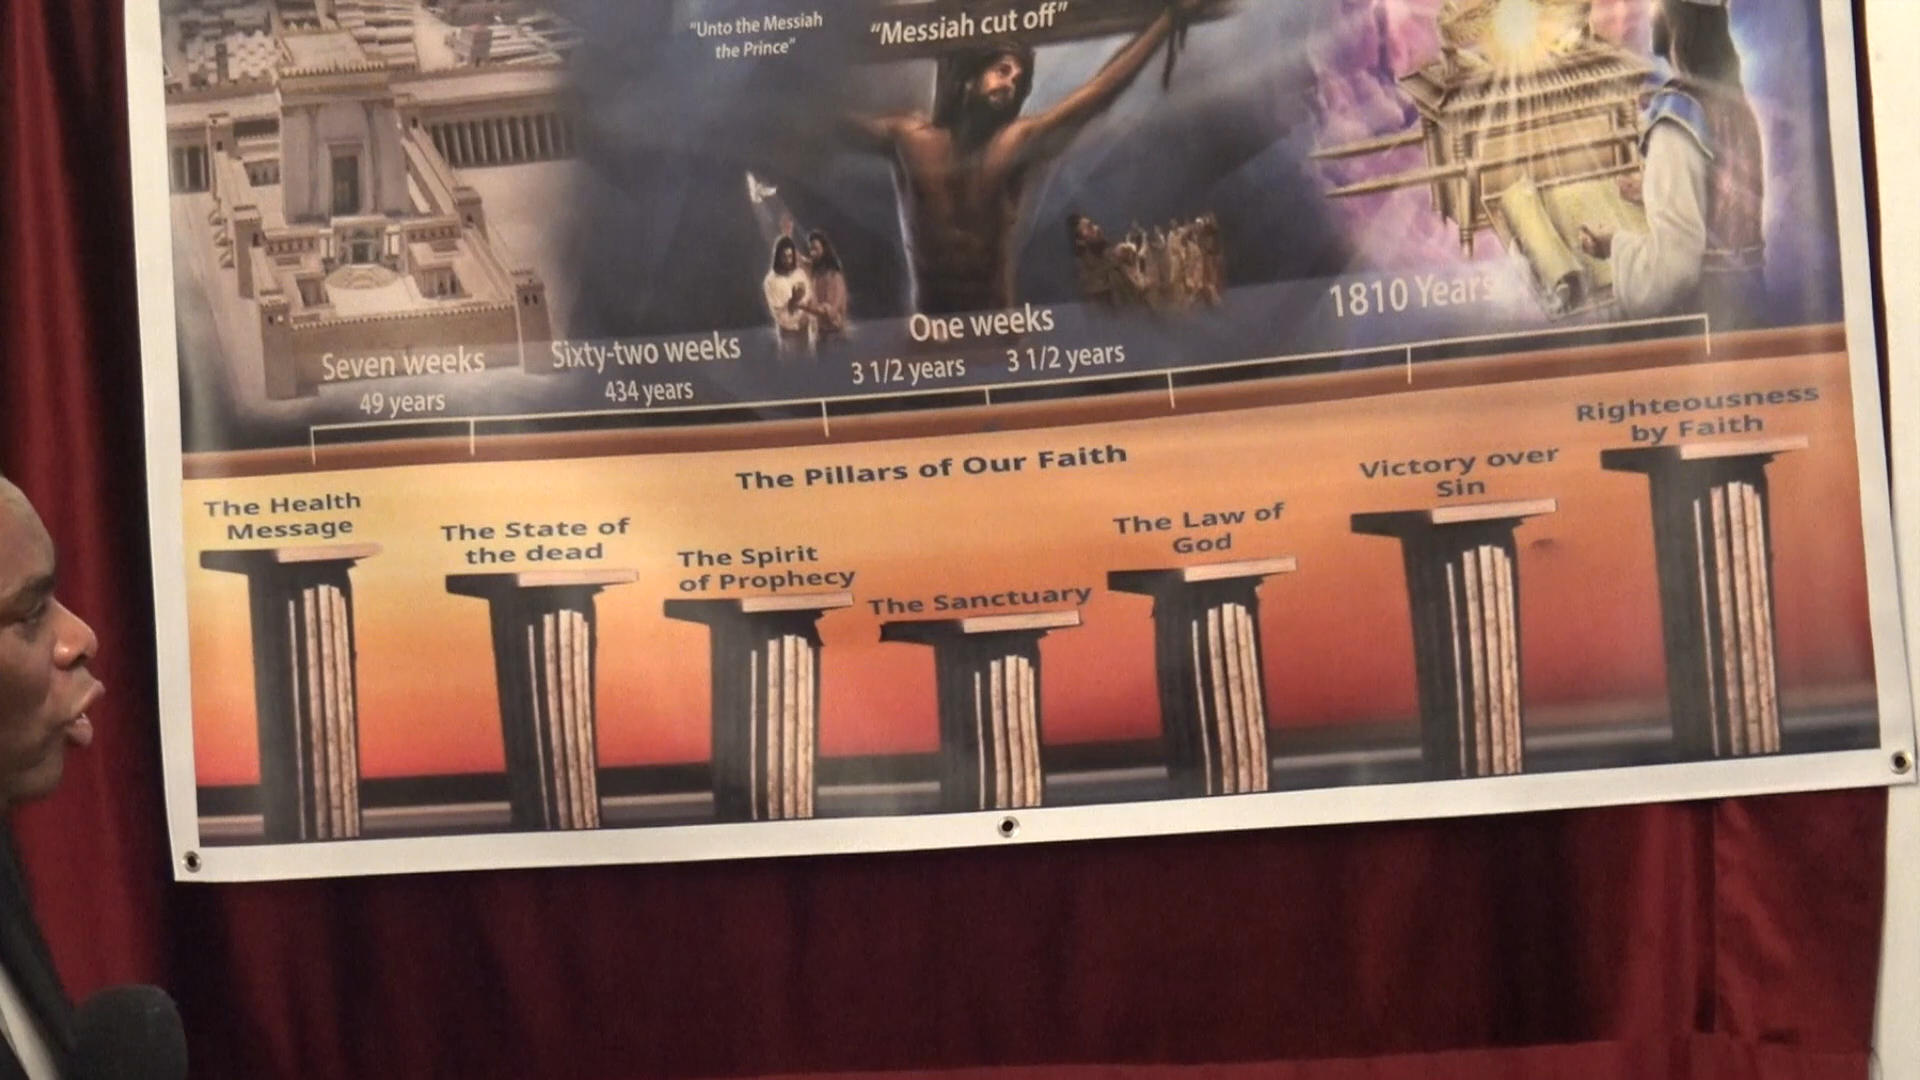 "Unto the Messiah
the Prince"
"Messiah cut off"
Seven weeks
49 years
Sixty-two weeks
434 years
One weeks
3 1/2 years
3 1/2 years
1810 Years
The Pillars of Our Faith
The Health
Message
The State of
the dead
The Spirit
of Prophecy
The Sanctuary
The Law of
God
Victory over
Sin
Righteousness
by Faith